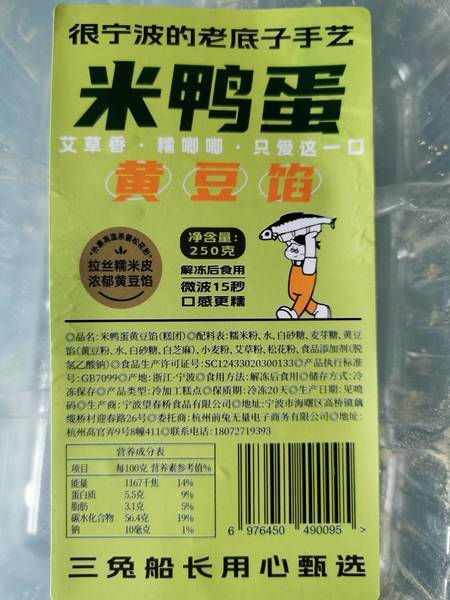 很宁波的老底子手艺
米鸭蛋
艾草香·糯唧唧·只爱这一口
黄豆馅
拉丝糯米皮
浓郁黄豆馅
净含量：
250克
解冻后食用
微波15秒
口感更糯
◎品名：米鸭蛋黄豆馅(糕团)◎配料表：糯米粉、水、白砂糖、麦芽糖、黄豆
馅(黄豆粉、水、白砂糖、白芝麻)、小麦粉、艾草粉、松花粉、食品添加剂(脱
氢乙酸钠)◎食品生产许可证号：SC12433020300133◎产品执行标准
号：GB7099◎产地：浙江·宁波◎食用方法：解冻后食用◎储存方式：冷
冻保存◎产品类型：冷加工糕点◎保质期：冷冻20天◎生产日期：见喷
码◎生产商：宁波望春桥食品有限公司◎地址：宁波市海曙区高桥镇藕
缆桥村迎春路26号◎委托商：杭州前兔无量电子商务有限公司◎地址：
杭州高官弄9号8幢411◎联系电话：18072719393
营养成分表
项目 每100克 营养素参考值%
能量 1167千焦 14%
蛋白质 5.5克 9%
脂肪 3.1克 5%
碳水化合物 56.4克 19%
钠 10毫克 1%
6 976450 490095 >
三兔船长用心甄选